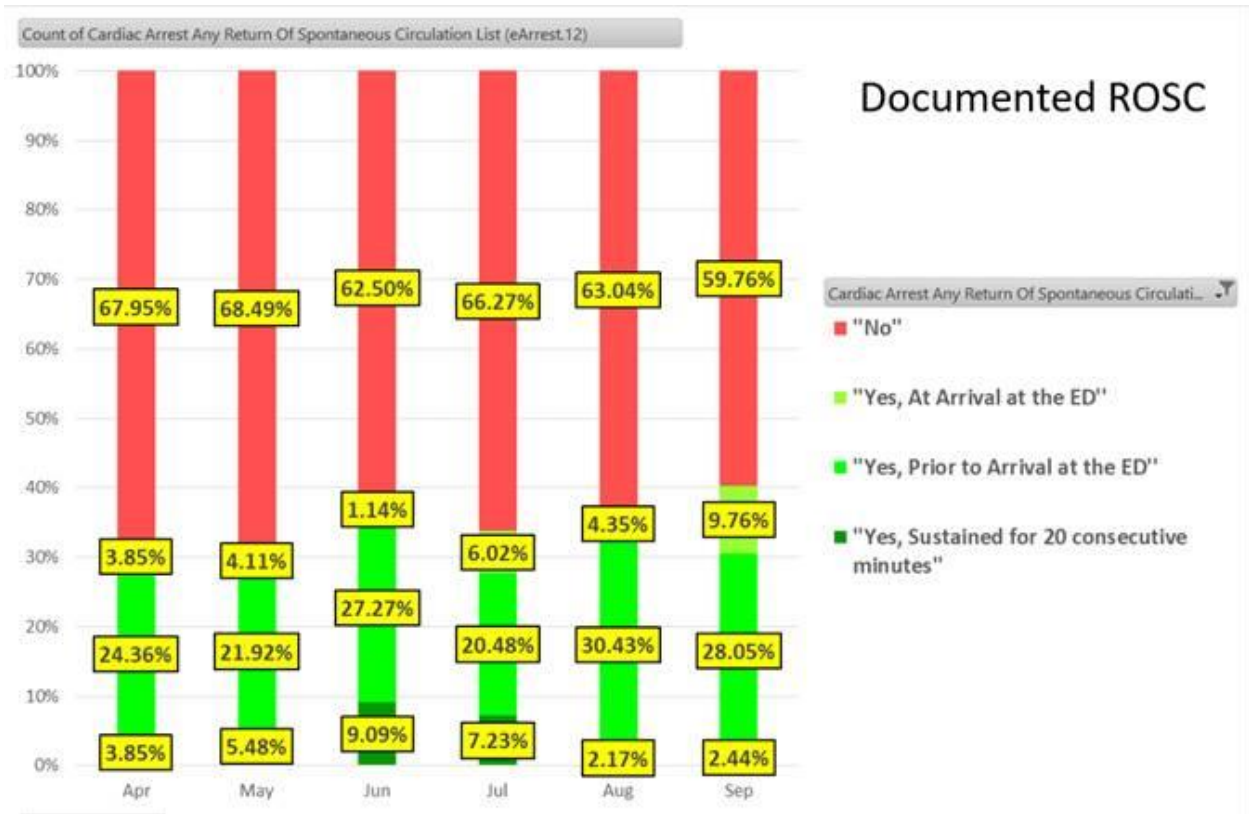 Count of Cardiac Arrest Any Return Of Spontaneous Circulation List (eArrest.12)
Documented ROSC
100%
90%
80%
70%
60%
50%
40%
30%
20%
10%
0%
67.95% 68.49% 62.50% 66.27% 63.04% 59.76%
3.85% 4.11% 1.14% 6.02% 4.35% 9.76%
24.36% 21.92% 27.27% 20.48% 30.43% 28.05%
3.85% 5.48% 9.09% 7.23% 2.17% 2.44%
Apr May Jun Jul Aug Sep
Cardiac Arrest Any Return Of Spontaneous Circulati...
"No"
"Yes, At Arrival at the ED"
"Yes, Prior to Arrival at the ED"
"Yes, Sustained for 20 consecutive
minutes"